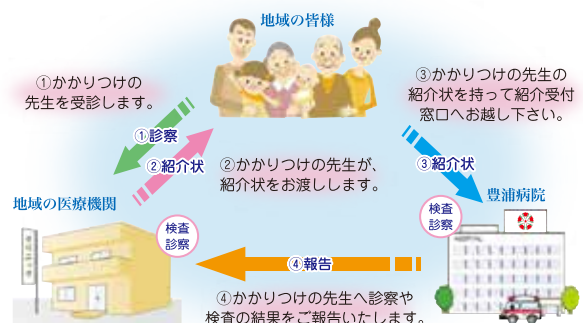 地域の皆様
①かかりつけの
先生を受診します。
③かかりつけの先生の
紹介状を持って紹介受付
窓口へお越し下さい。
①診察
②紹介状
②かかりつけの先生が、
紹介状をお渡しします。
③紹介状
地域の医療機関
豊浦病院
検査
診察
検査
診察
④報告
④かかりつけの先生へ診察や
検査の結果をご報告いたします。